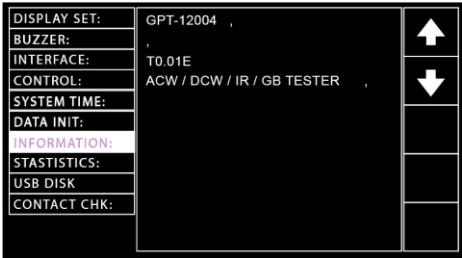 DISPLAY SET:
BUZZER:
INTERFACE:
CONTROL:
SYSTEM TIME:
DATA INIT:
INFORMATION:
STASTISTICS:
USB DISK
CONTACT CHK:
GPT-12004 ,
,
T0.01E
ACW / DCW / IR / GB TESTER ,